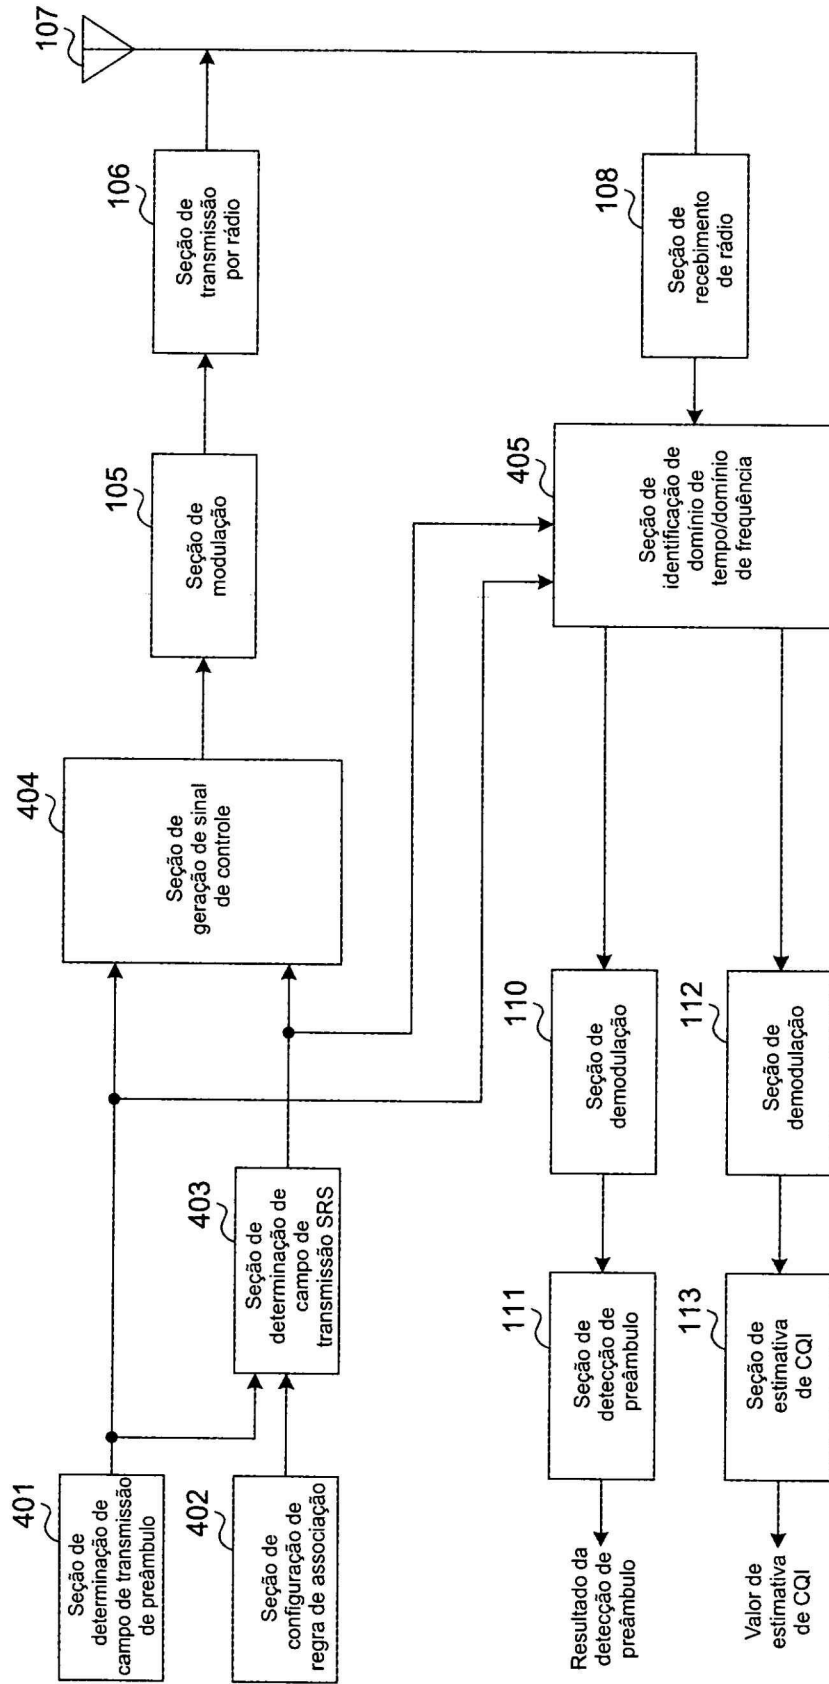 401
Seção de
determinação de
campo de transmissão
de preâmbulo
402
Seção de
configuração de
regra de associação
403
Seção de
determinação de
campo de
transmissão SRS
404
Seção de
geração de sinal
de controle
105
Seção de
modulação
106
Seção de
transmissão
por rádio
107
108
Seção de
recebimento
de rádio
405
Seção de
identificação de
domínio de
tempo/domínio
de frequência
110
Seção de
demodulação
111
Seção de
detecção de
preâmbulo
Resultado da
detecção de
preâmbulo
112
Seção de
demodulação
113
Seção de
estimativa
de CQI
Valor de
estimativa
de CQI